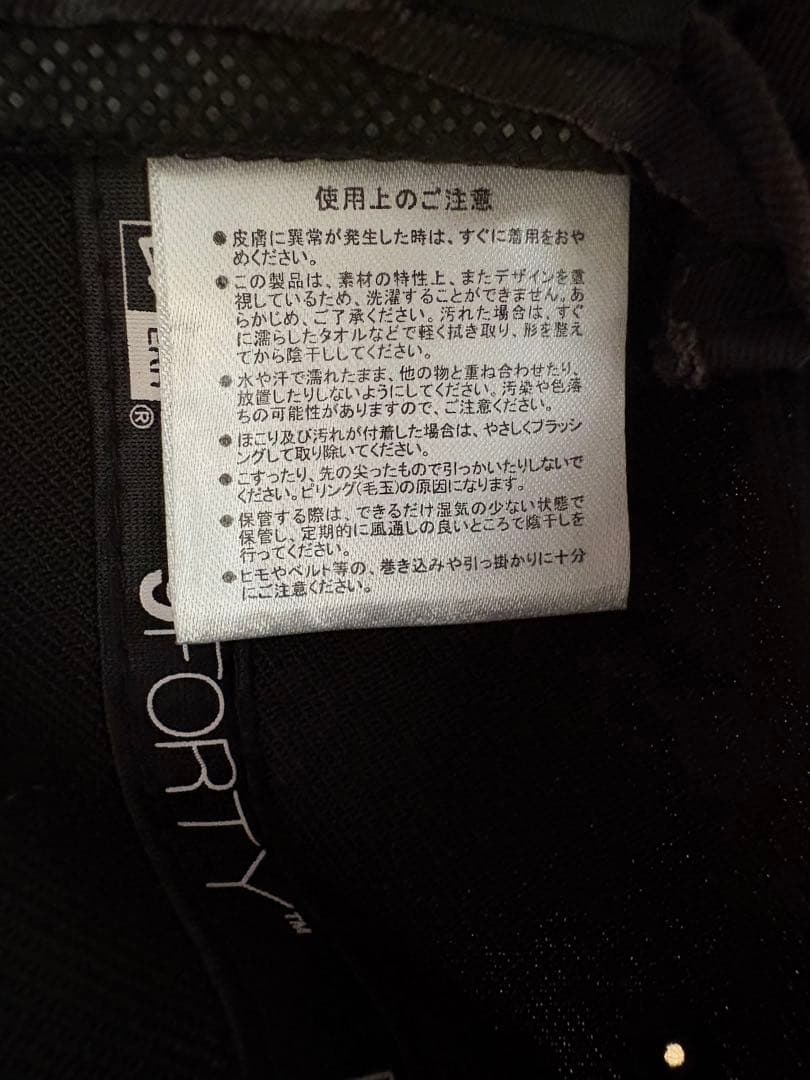 使用上のご注意
●皮膚に異常が発生した時は、すぐに着用をおや
めください。
●この製品は、素材の特性上、またデザインを重
視しているため、洗濯することができません。あ
らかじめ、ご了承ください。汚れた場合は、すぐ
に濡らしたタオルなどで軽く拭き取り、形を整え
てから陰干ししてください。
●水や汗で濡れたまま、他の物と重ね合わせたり、
放置したりしないようにしてください。汚染や色落
ちの可能性がありますので、ご注意ください。
●ほこり及び汚れが付着した場合は、やさしくブラッシ
ングして取り除いてください。
●こすったり、先の尖ったもので引っかいたりしないで
ください。ピリング(毛玉)の原因になります。
●保管する際は、できるだけ湿気の少ない状態で
保管し、定期的に風通しの良いところで陰干しを
行ってください。
●ヒモやベルト等の、巻き込みや引っ掛かりに十分
にご注意ください。
ERA
®
9FORTY™